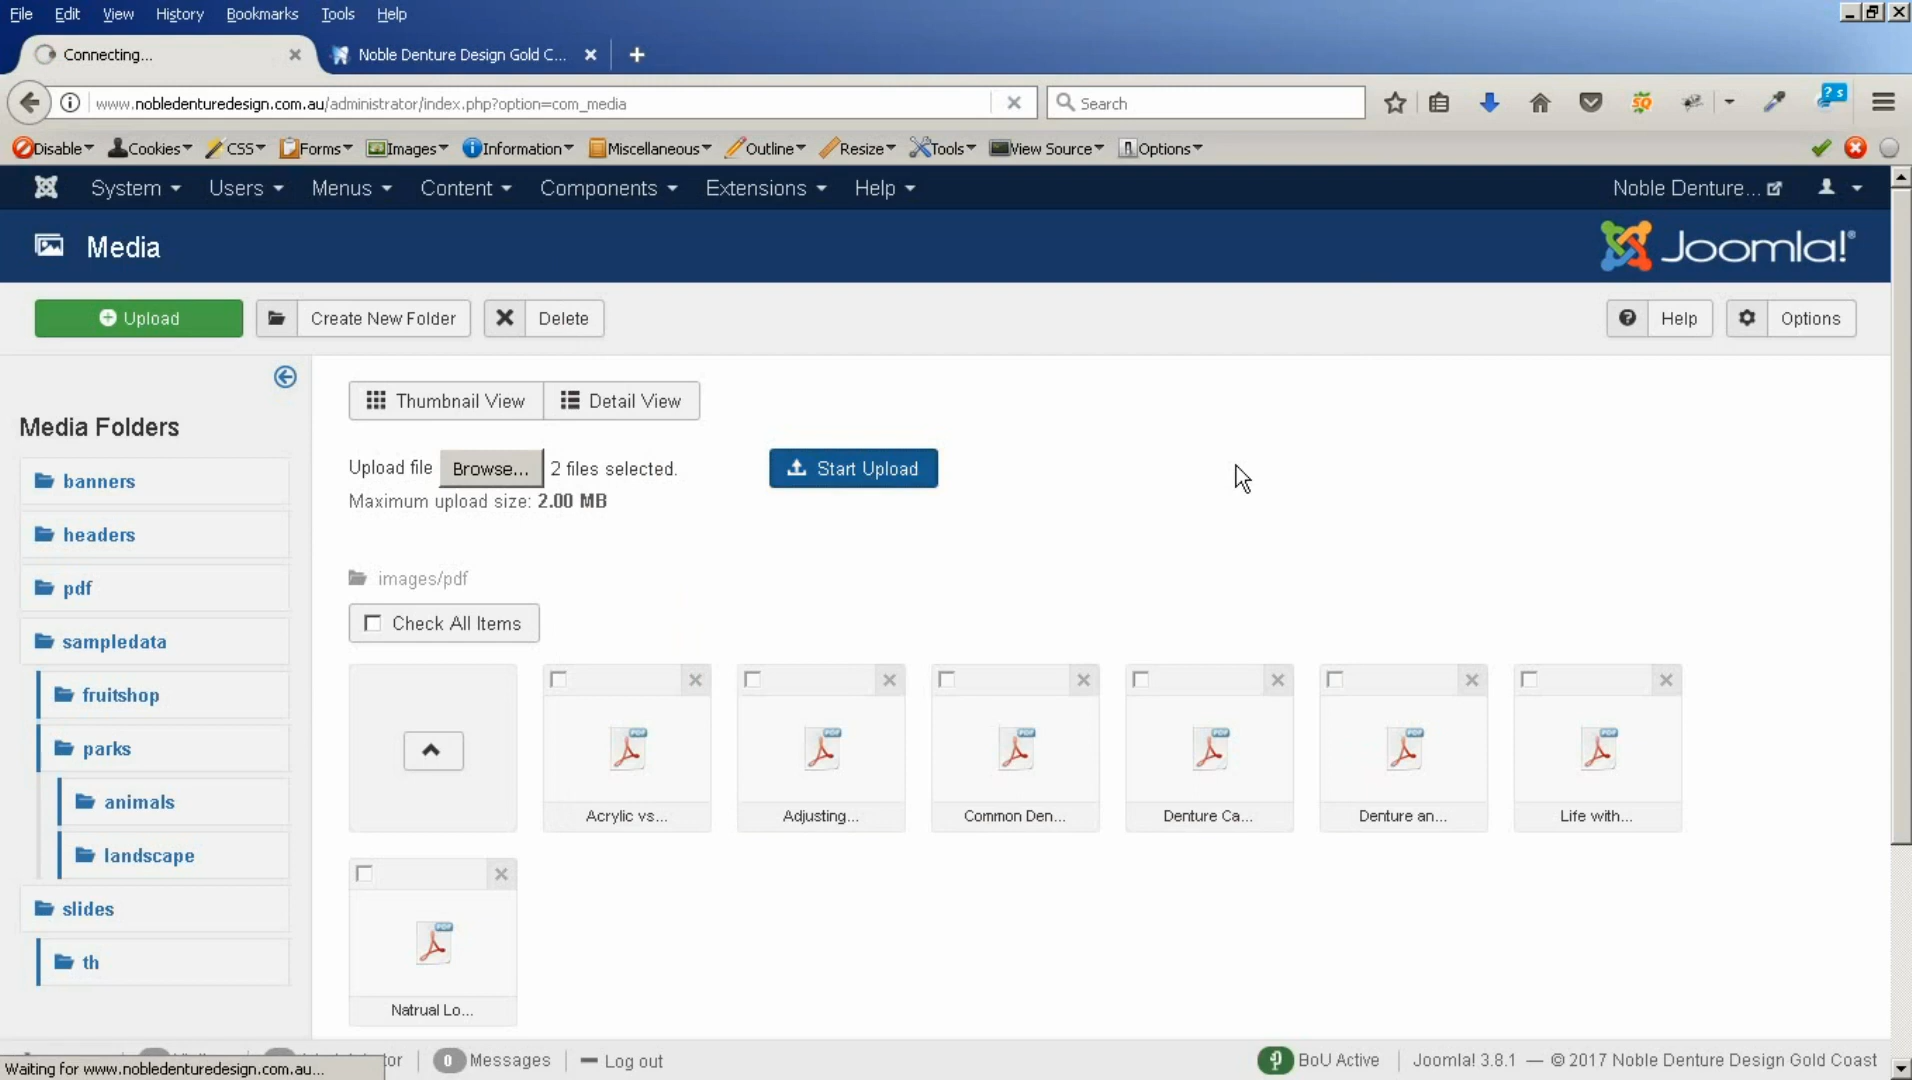 File Edit View History Bookmarks Tools Help
Connecting...
Noble Denture Design Gold C...
www.nobledenturedesign.com.au/administrator/index.php?option=com_media
Search
Disable Cookies CSS Forms Images Information Miscellaneous Outline Resize Tools View Source Options
System Users Menus Content Components Extensions Help Noble Denture...
Media
Joomla!®
Upload Create New Folder Delete Help Options
Thumbnail View Detail View
Media Folders
banners
headers
pdf
sampledata
fruitshop
parks
animals
landscape
slides
th
Upload file Browse... 2 files selected. Start Upload
Maximum upload size: 2.00 MB
images/pdf
Check All Items
Acrylic vs... Adjusting... Common Den... Denture Ca... Denture an... Life with...
Natrual Lo...
0 Messages Log out BoU Active Joomla! 3.8.1 — © 2017 Noble Denture Design Gold Coast
Waiting for www.nobledenturedesign.com.au...